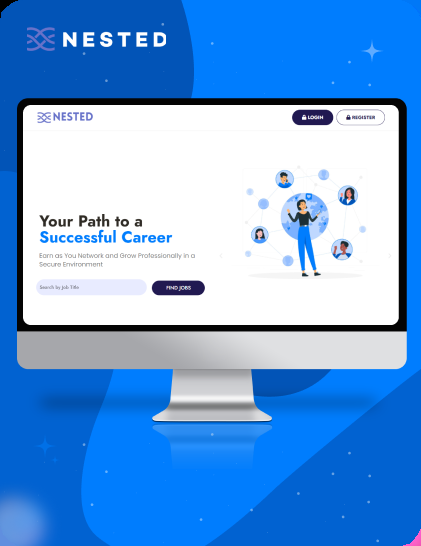 NESTED
NESTED
LOGIN
REGISTER
Your Path to a
Successful Career
Earn as You Network and Grow Professionally in a
Secure Environment
Search by Job Title
FIND JOBS